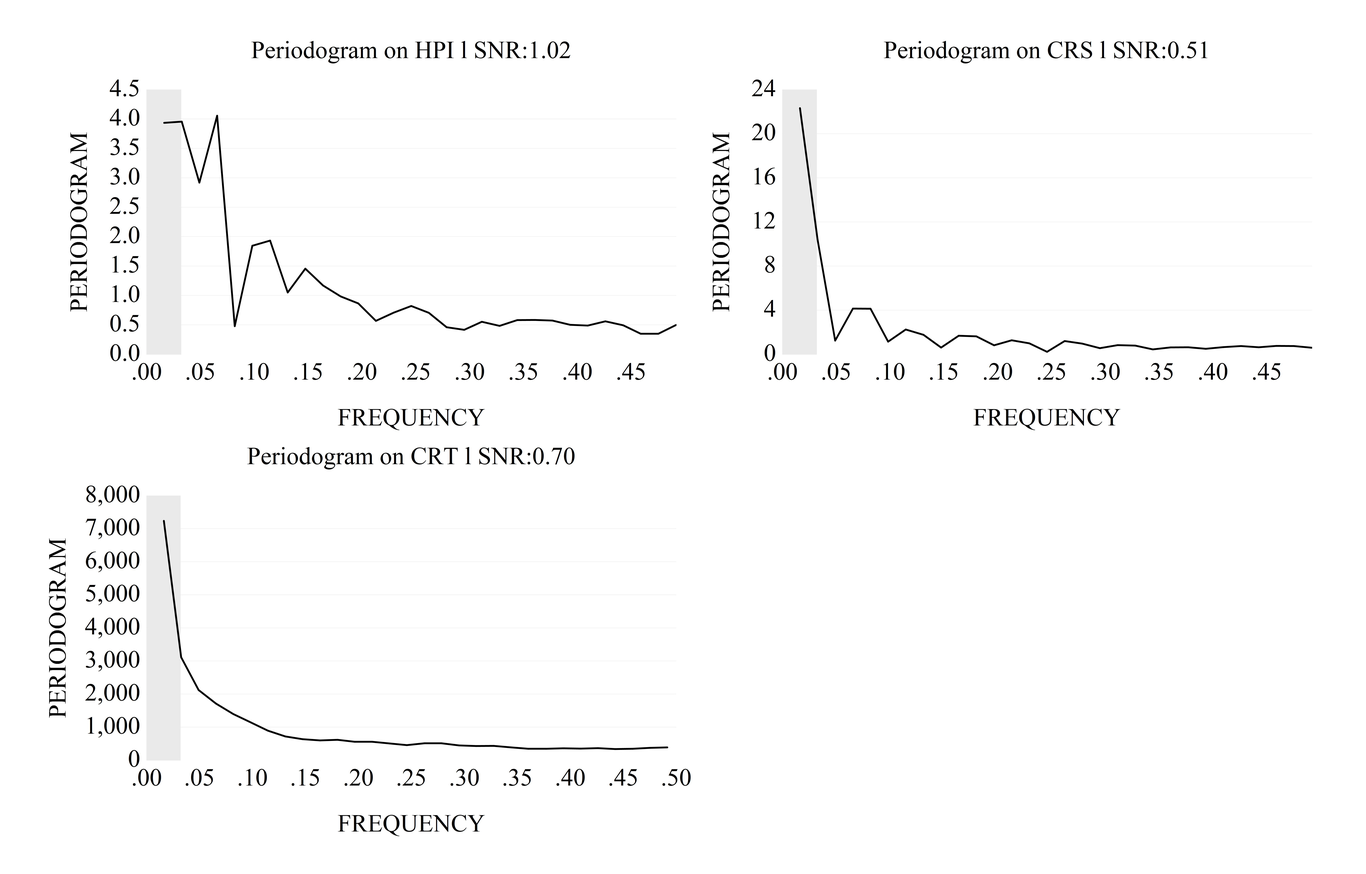 Periodogram on HPI l SNR:1.02
4.5
4.0
3.5
3.0
2.5
2.0
1.5
1.0
0.5
0.0
PERIODOGRAM
.00 .05 .10 .15 .20 .25 .30 .35 .40 .45
FREQUENCY
Periodogram on CRS l SNR:0.51
24
20
16
12
8
4
0
PERIODOGRAM
.00 .05 .10 .15 .20 .25 .30 .35 .40 .45
FREQUENCY
Periodogram on CRT l SNR:0.70
8,000
7,000
6,000
5,000
4,000
3,000
2,000
1,000
0
PERIODOGRAM
.00 .05 .10 .15 .20 .25 .30 .35 .40 .45 .50
FREQUENCY